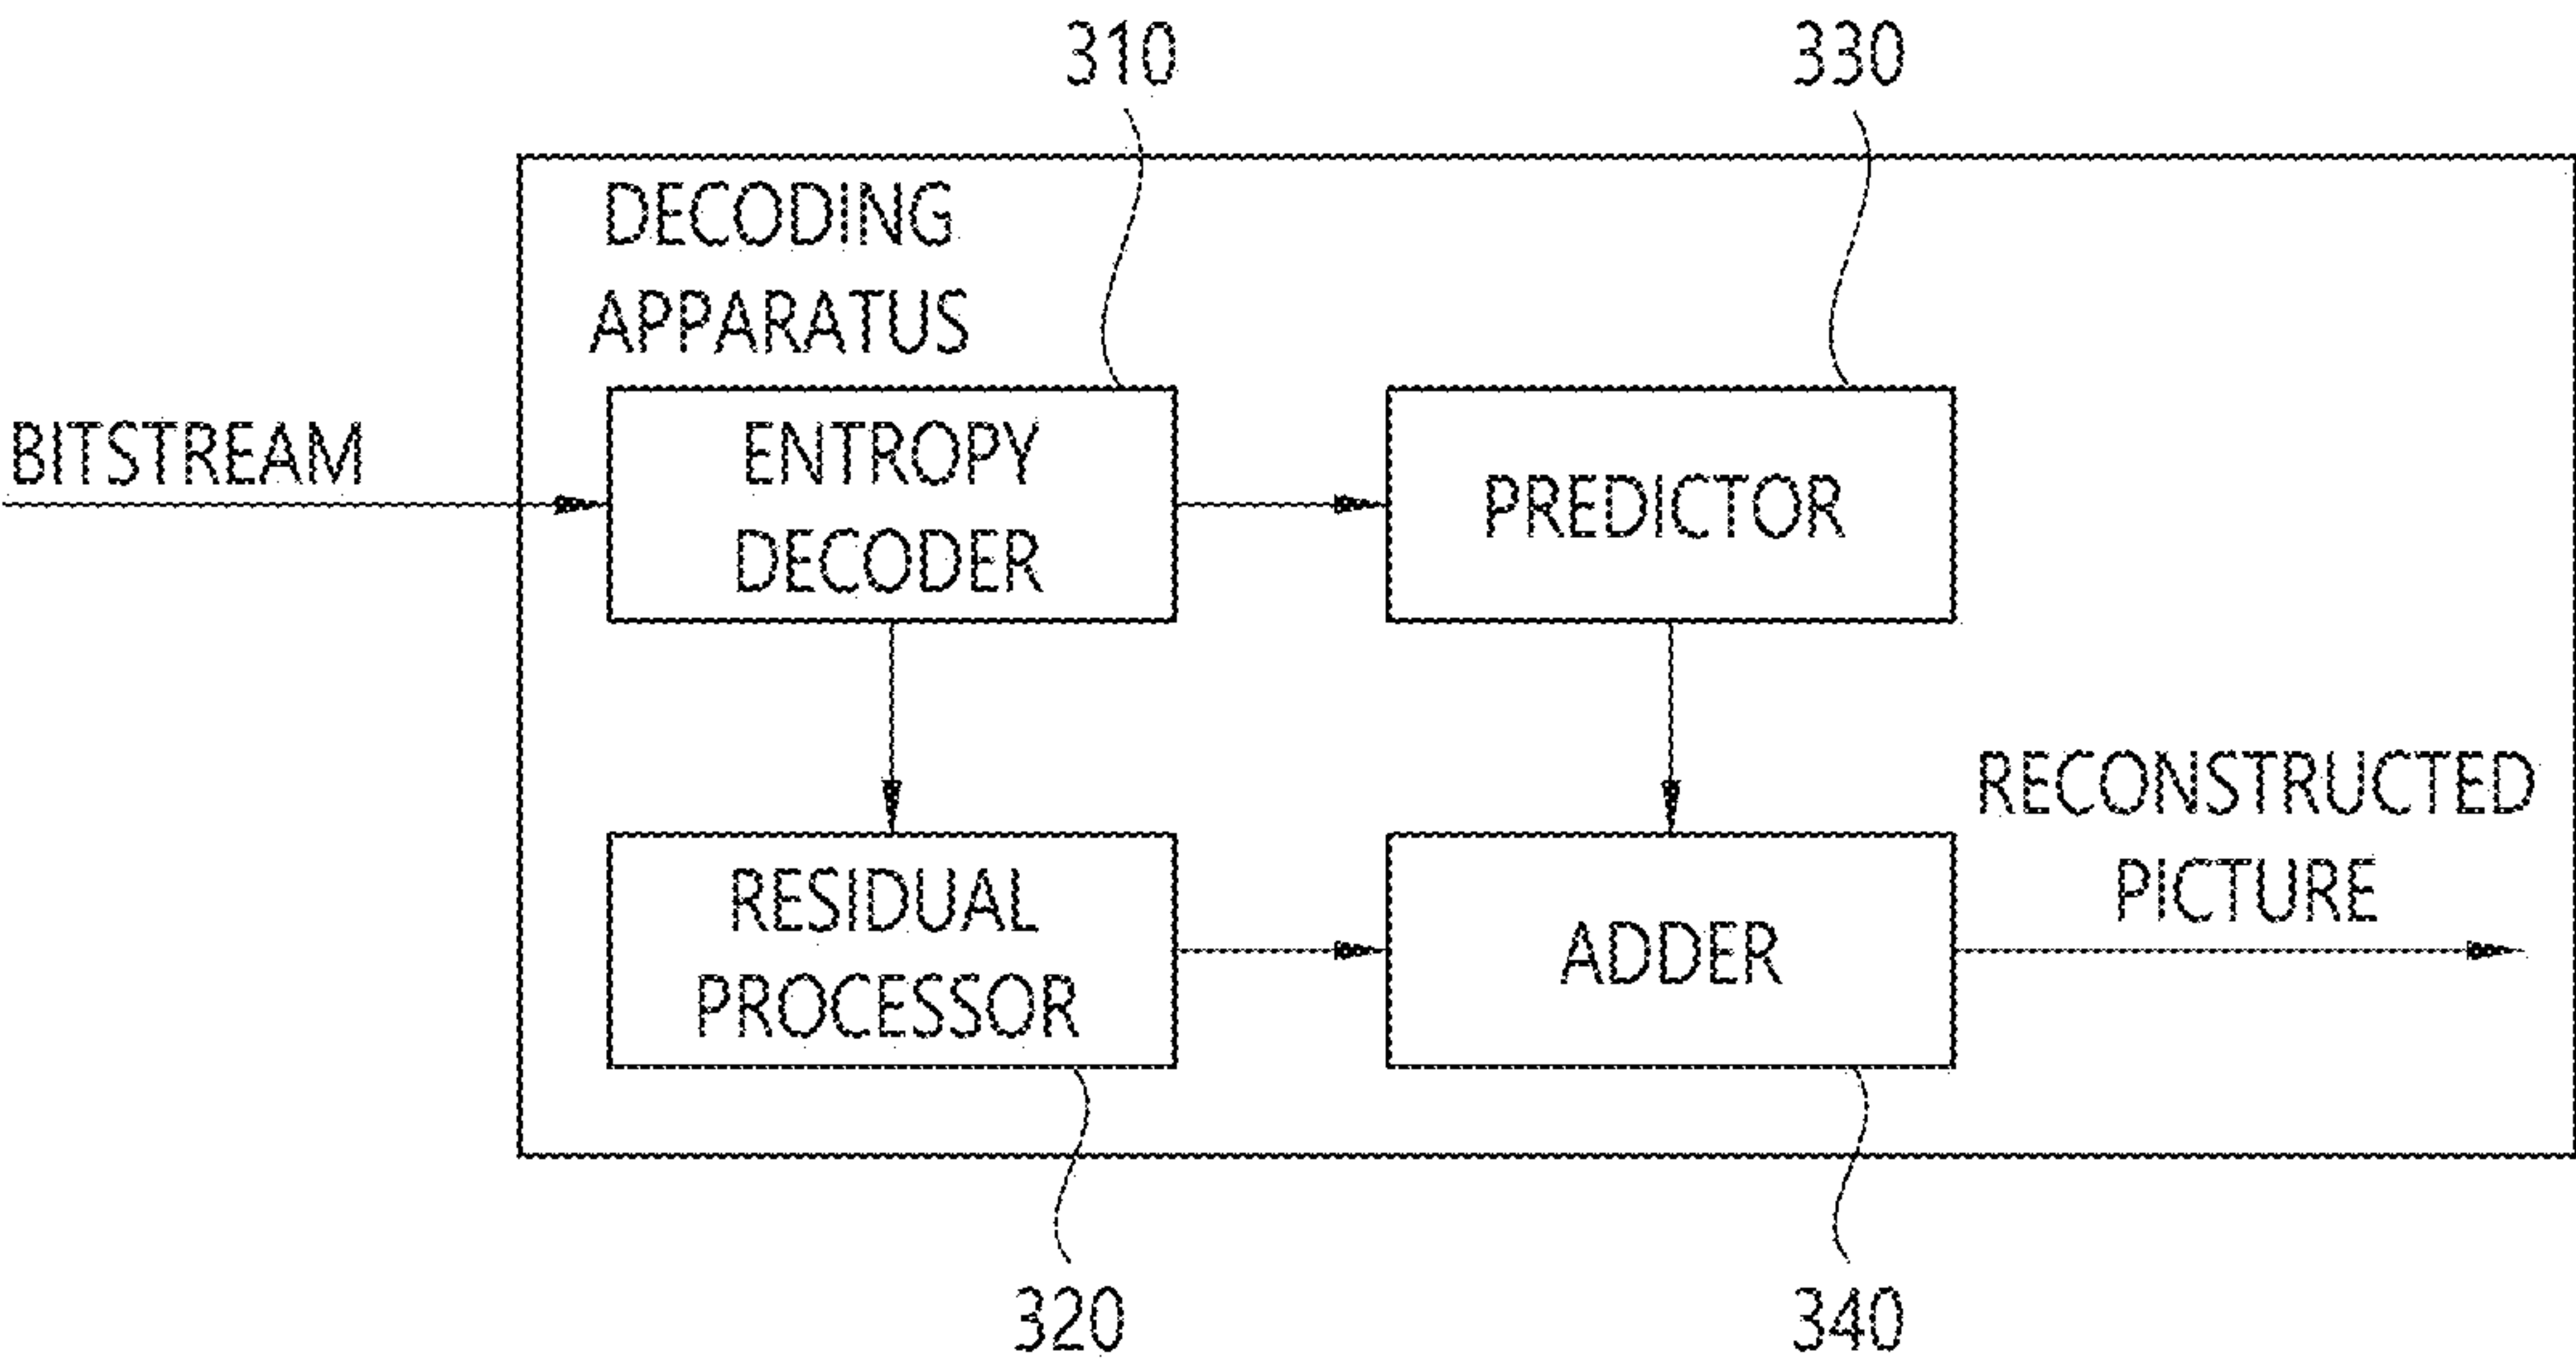 310
330
DECODING
APPARATUS
BITSTREAM
ENTROPY
DECODER
PREDICTOR
RESIDUAL
PROCESSOR
ADDER
RECONSTRUCTED
PICTURE
320
340